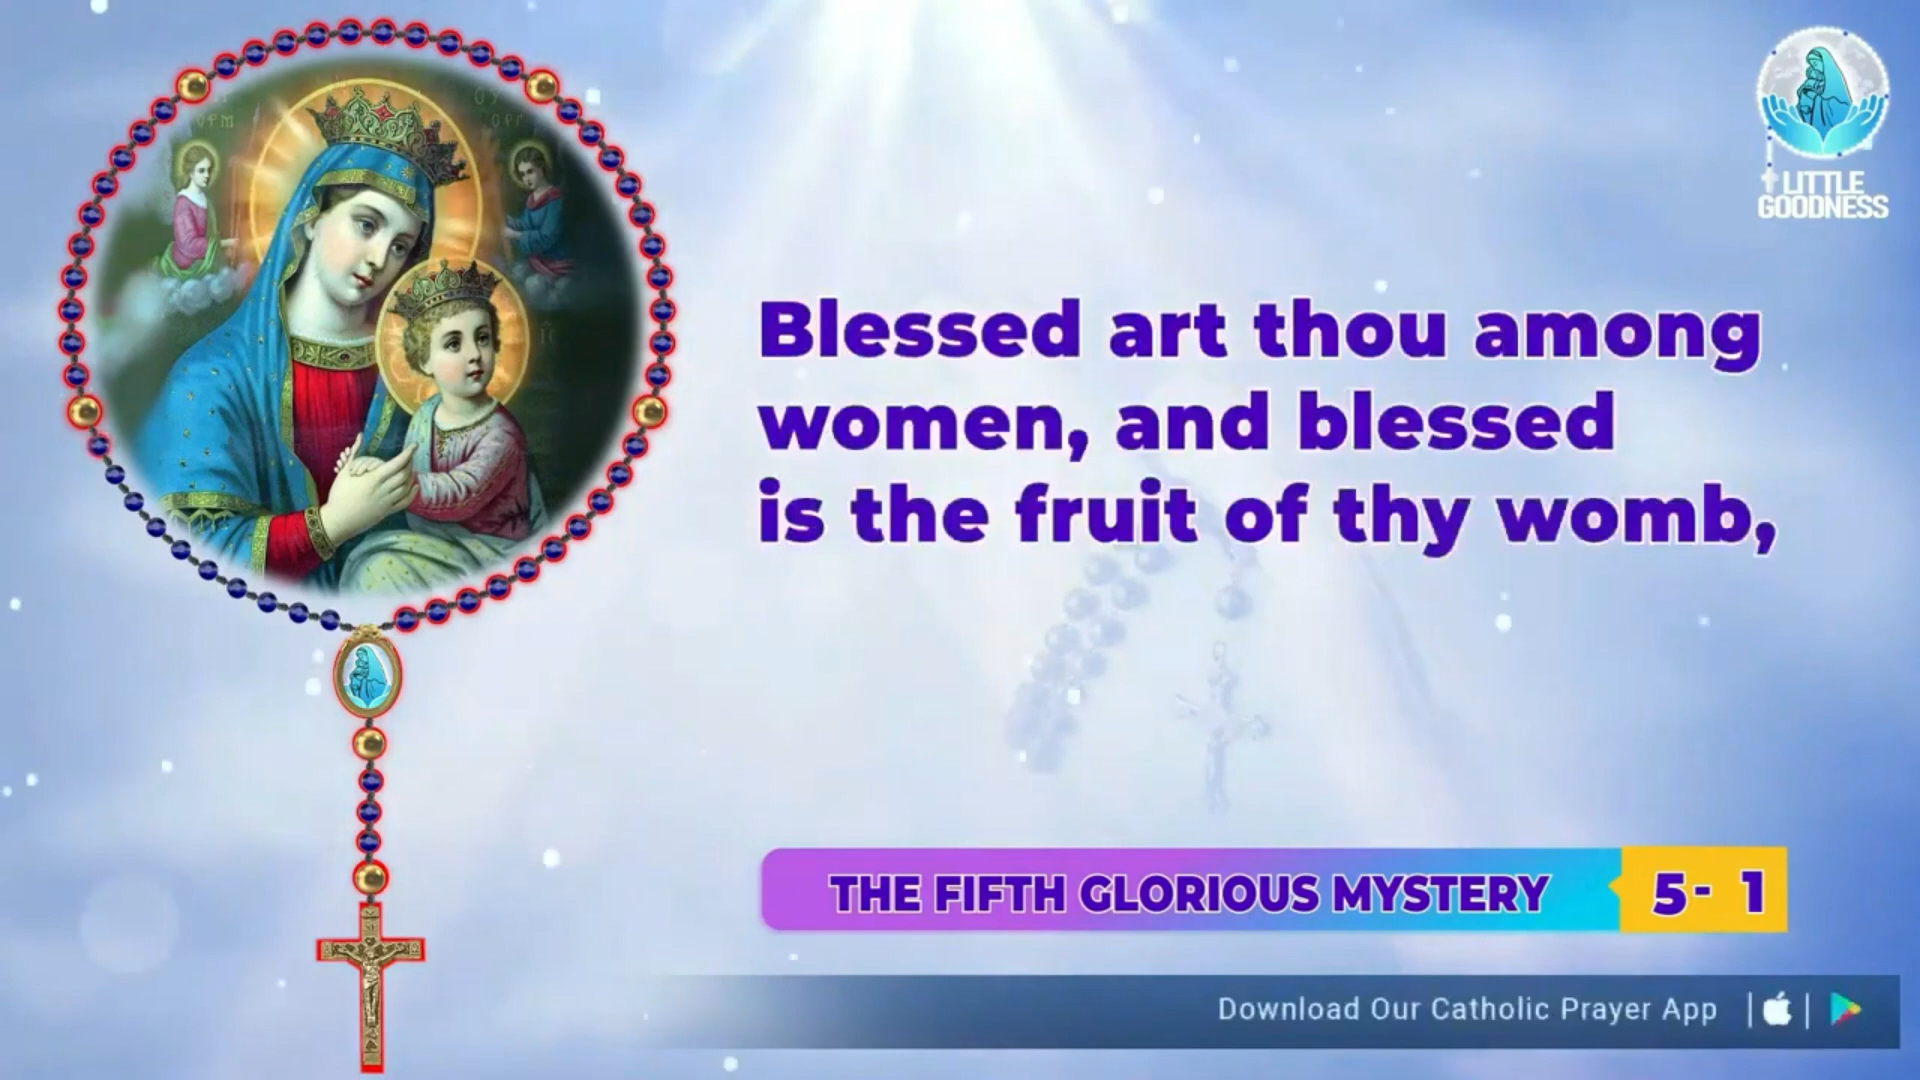 LITTLE
GOODNESS
Blessed art thou among
women, and blessed
is the fruit of thy womb,
THE FIFTH GLORIOUS MYSTERY 5- 1
Download Our Catholic Prayer App